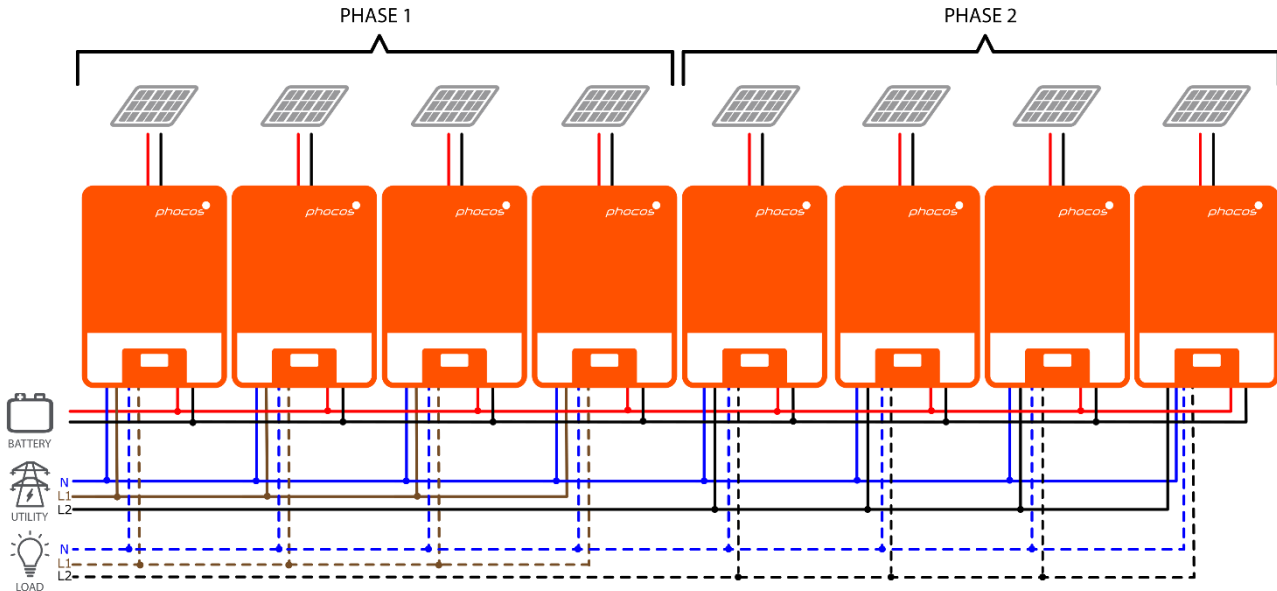 PHASE 1
PHASE 2
phocos
phocos
phocos
phocos
phocos
phocos
phocos
phocos
BATTERY
N
L1
L2
UTILITY
N
L1
L2
LOAD